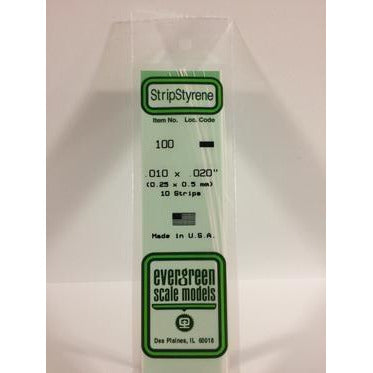 StripStyrene
Item No. Loc. Code
100
.010 x .020"
(0.25 x 0.5 mm)
10 Strips
Made in U.S.A.
evergreen
scale models
Des Plaines, IL 60018